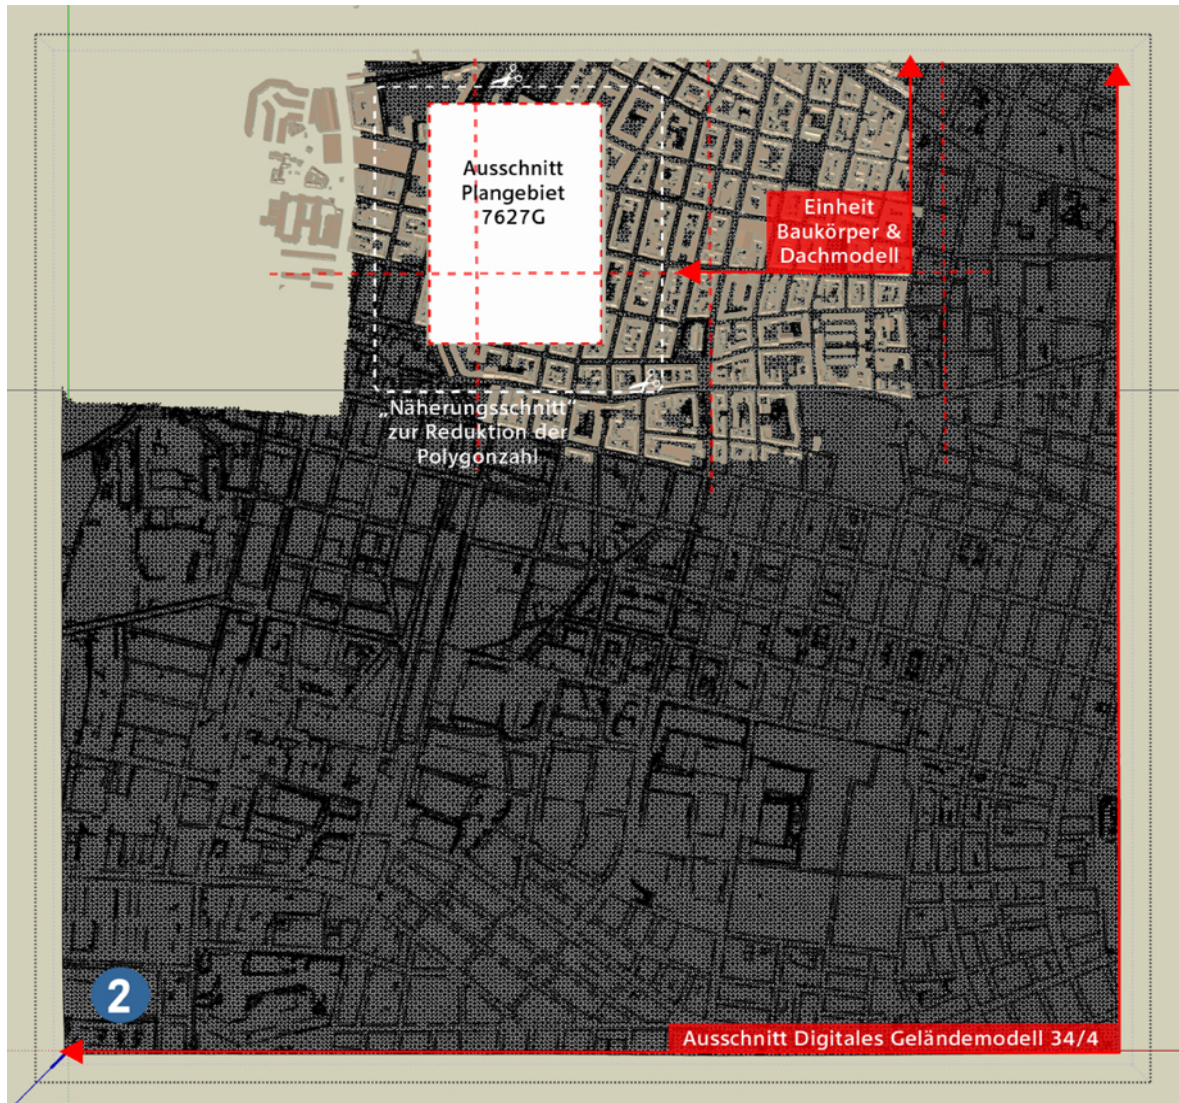 Ausschnitt
Plangebiet
7627G
Einheit
Baukörper &
Dachmodell
„Näherungsschnitt“
zur Reduktion der
Polygonzahl
2
Ausschnitt Digitales Geländemodell 34/4